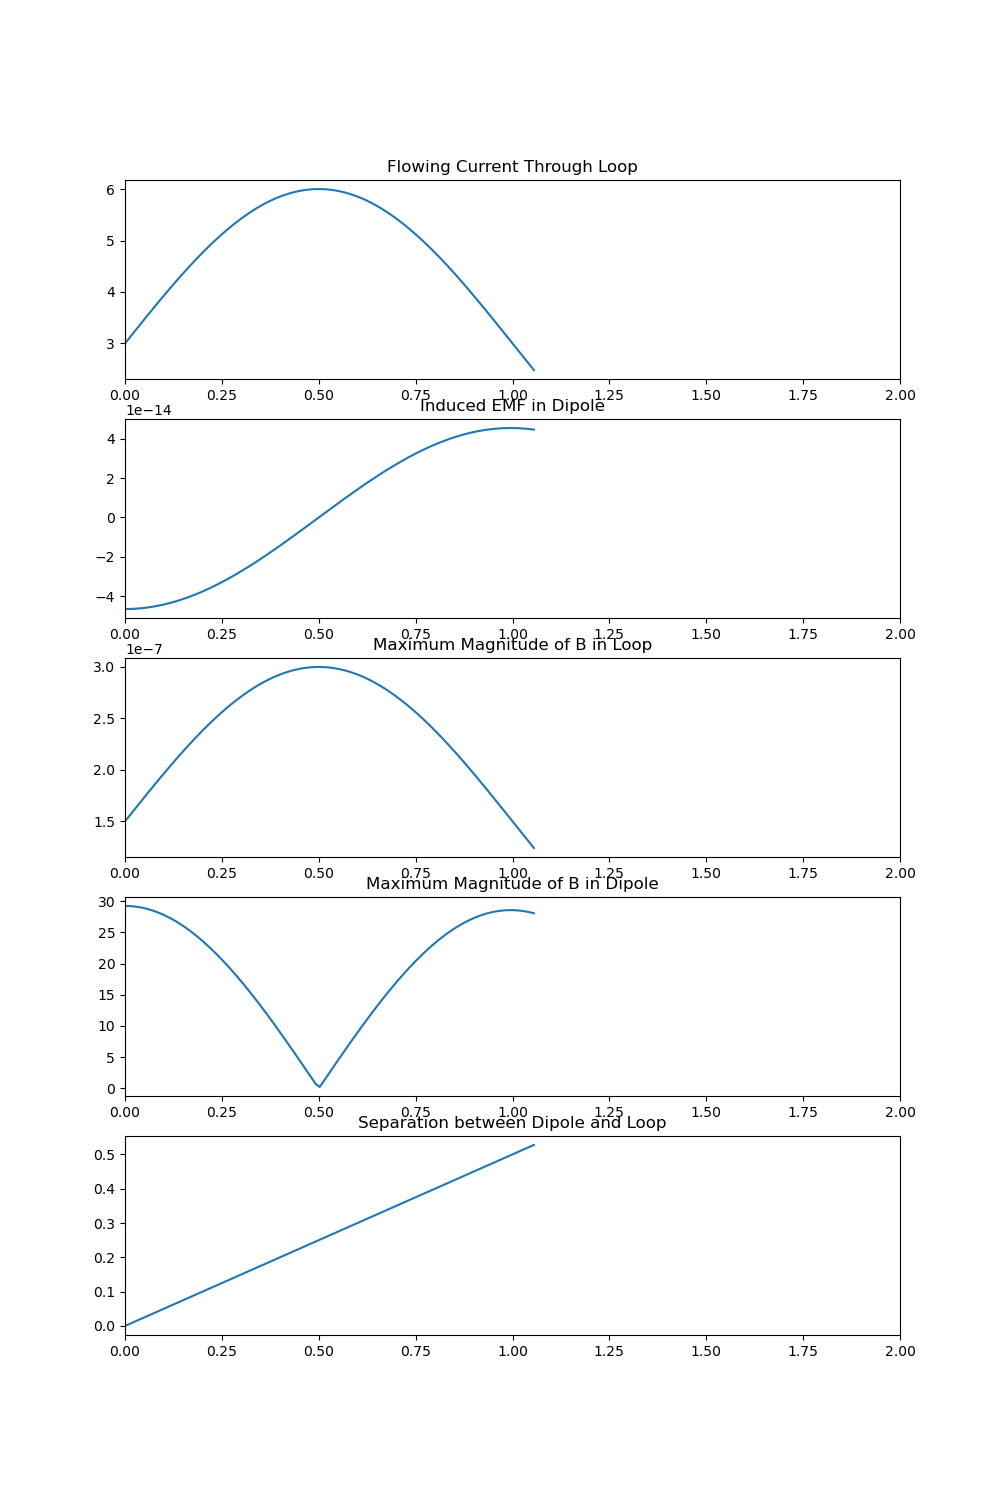 Flowing Current Through Loop
6
5
4
3
0.00 0.25 0.50 0.75 1.00 1.25 1.50 1.75 2.00
Induced EMF in Dipole
1e−14
4
2
0
−2
−4
0.00 0.25 0.50 0.75 1.00 1.25 1.50 1.75 2.00
Maximum Magnitude of B in Loop
1e−7
3.0
2.5
2.0
1.5
0.00 0.25 0.50 0.75 1.00 1.25 1.50 1.75 2.00
Maximum Magnitude of B in Dipole
30
25
20
15
10
5
0
0.00 0.25 0.50 0.75 1.00 1.25 1.50 1.75 2.00
Separation between Dipole and Loop
0.5
0.4
0.3
0.2
0.1
0.0
0.00 0.25 0.50 0.75 1.00 1.25 1.50 1.75 2.00